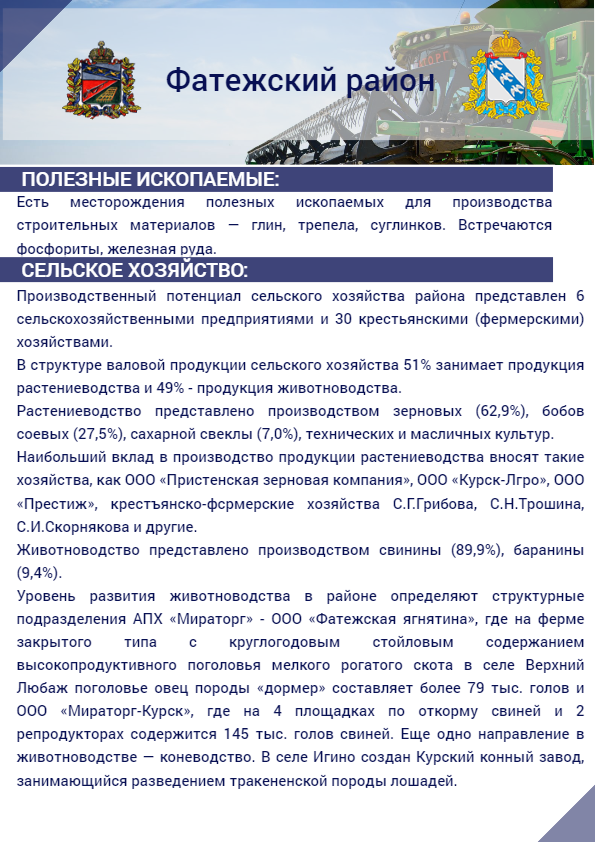 Фатежский район
ПОЛЕЗНЫЕ ИСКОПАЕМЫЕ:
Есть месторождения полезных ископаемых для производства
строительных материалов — глин, трепела, суглинков. Встречаются
фосфориты, железная руда.
СЕЛЬСКОЕ ХОЗЯЙСТВО:
Производственный потенциал сельского хозяйства района представлен 6
сельскохозяйственными предприятиями и 30 крестьянскими (фермерскими)
хозяйствами.
В структуре валовой продукции сельского хозяйства 51% занимает продукция
растениеводства и 49% - продукция животноводства.
Растениеводство представлено производством зерновых (62,9%), бобов
соевых (27,5%), сахарной свеклы (7,0%), технических и масличных культур.
Наибольший вклад в производство продукции растениеводства вносят такие
хозяйства, как ООО «Пристенская зерновая компания», ООО «Курск-Лгро», ООО
«Престиж», крестъянско-фсрмерские хозяйства С.Г.Грибова, С.Н.Трошина,
С.И.Скорнякова и другие.
Животноводство представлено производством свинины (89,9%), баранины
(9,4%).
Уровень развития животноводства в районе определяют структурные
подразделения АПХ «Мираторг» - ООО «Фатежская ягнятина», где на ферме
закрытого типа с круглогодовым стойловым содержанием
высокопродуктивного поголовья мелкого рогатого скота в селе Верхний
Любаж поголовье овец породы «дормер» составляет более 79 тыс. голов и
ООО «Мираторг-Курск», где на 4 площадках по откорму свиней и 2
репродукторах содержится 145 тыс. голов свиней. Еще одно направление в
животноводстве — коневодство. В селе Игино создан Курский конный завод,
занимающийся разведением тракененской породы лошадей.